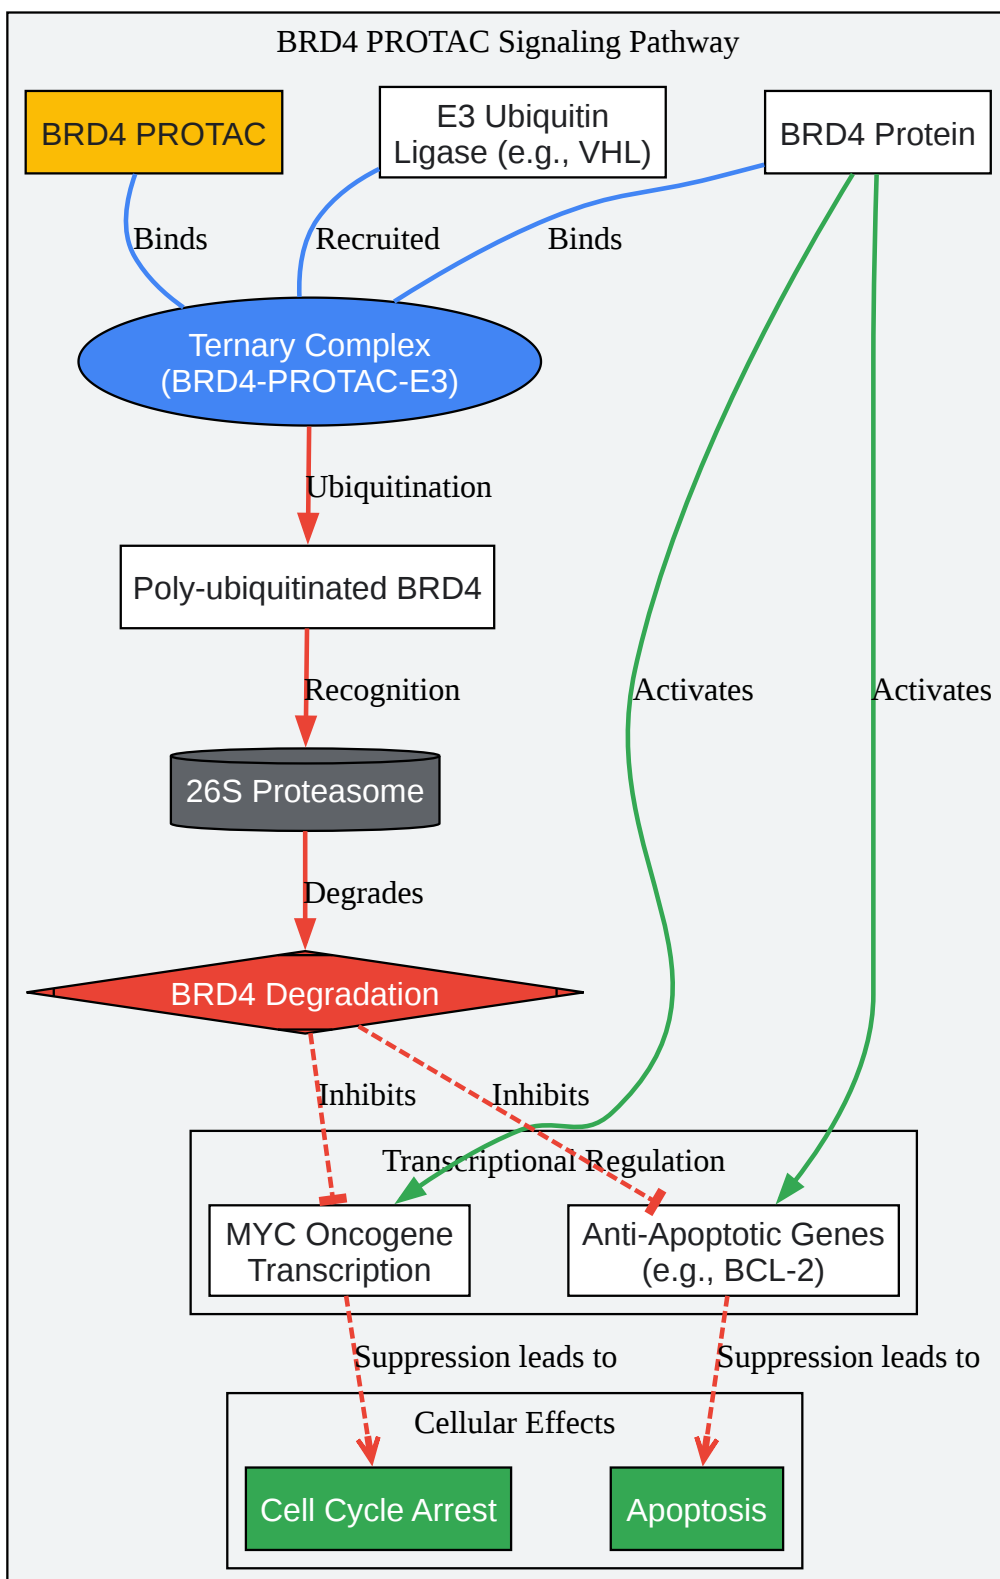 BRD4 PROTAC Signaling Pathway
BRD4 PROTAC
E3 Ubiquitin
Ligase (e.g., VHL)
BRD4 Protein
Binds
Recruited
Binds
Ternary Complex
(BRD4-PROTAC-E3)
Ubiquitination
Poly-ubiquitinated BRD4
Recognition
Activates
Activates
26S Proteasome
Degrades
BRD4 Degradation
Inhibits
Inhibits
Transcriptional Regulation
MYC Oncogene
Transcription
Anti-Apoptotic Genes
(e.g., BCL-2)
Suppression leads to
Suppression leads to
Cellular Effects
Cell Cycle Arrest
Apoptosis